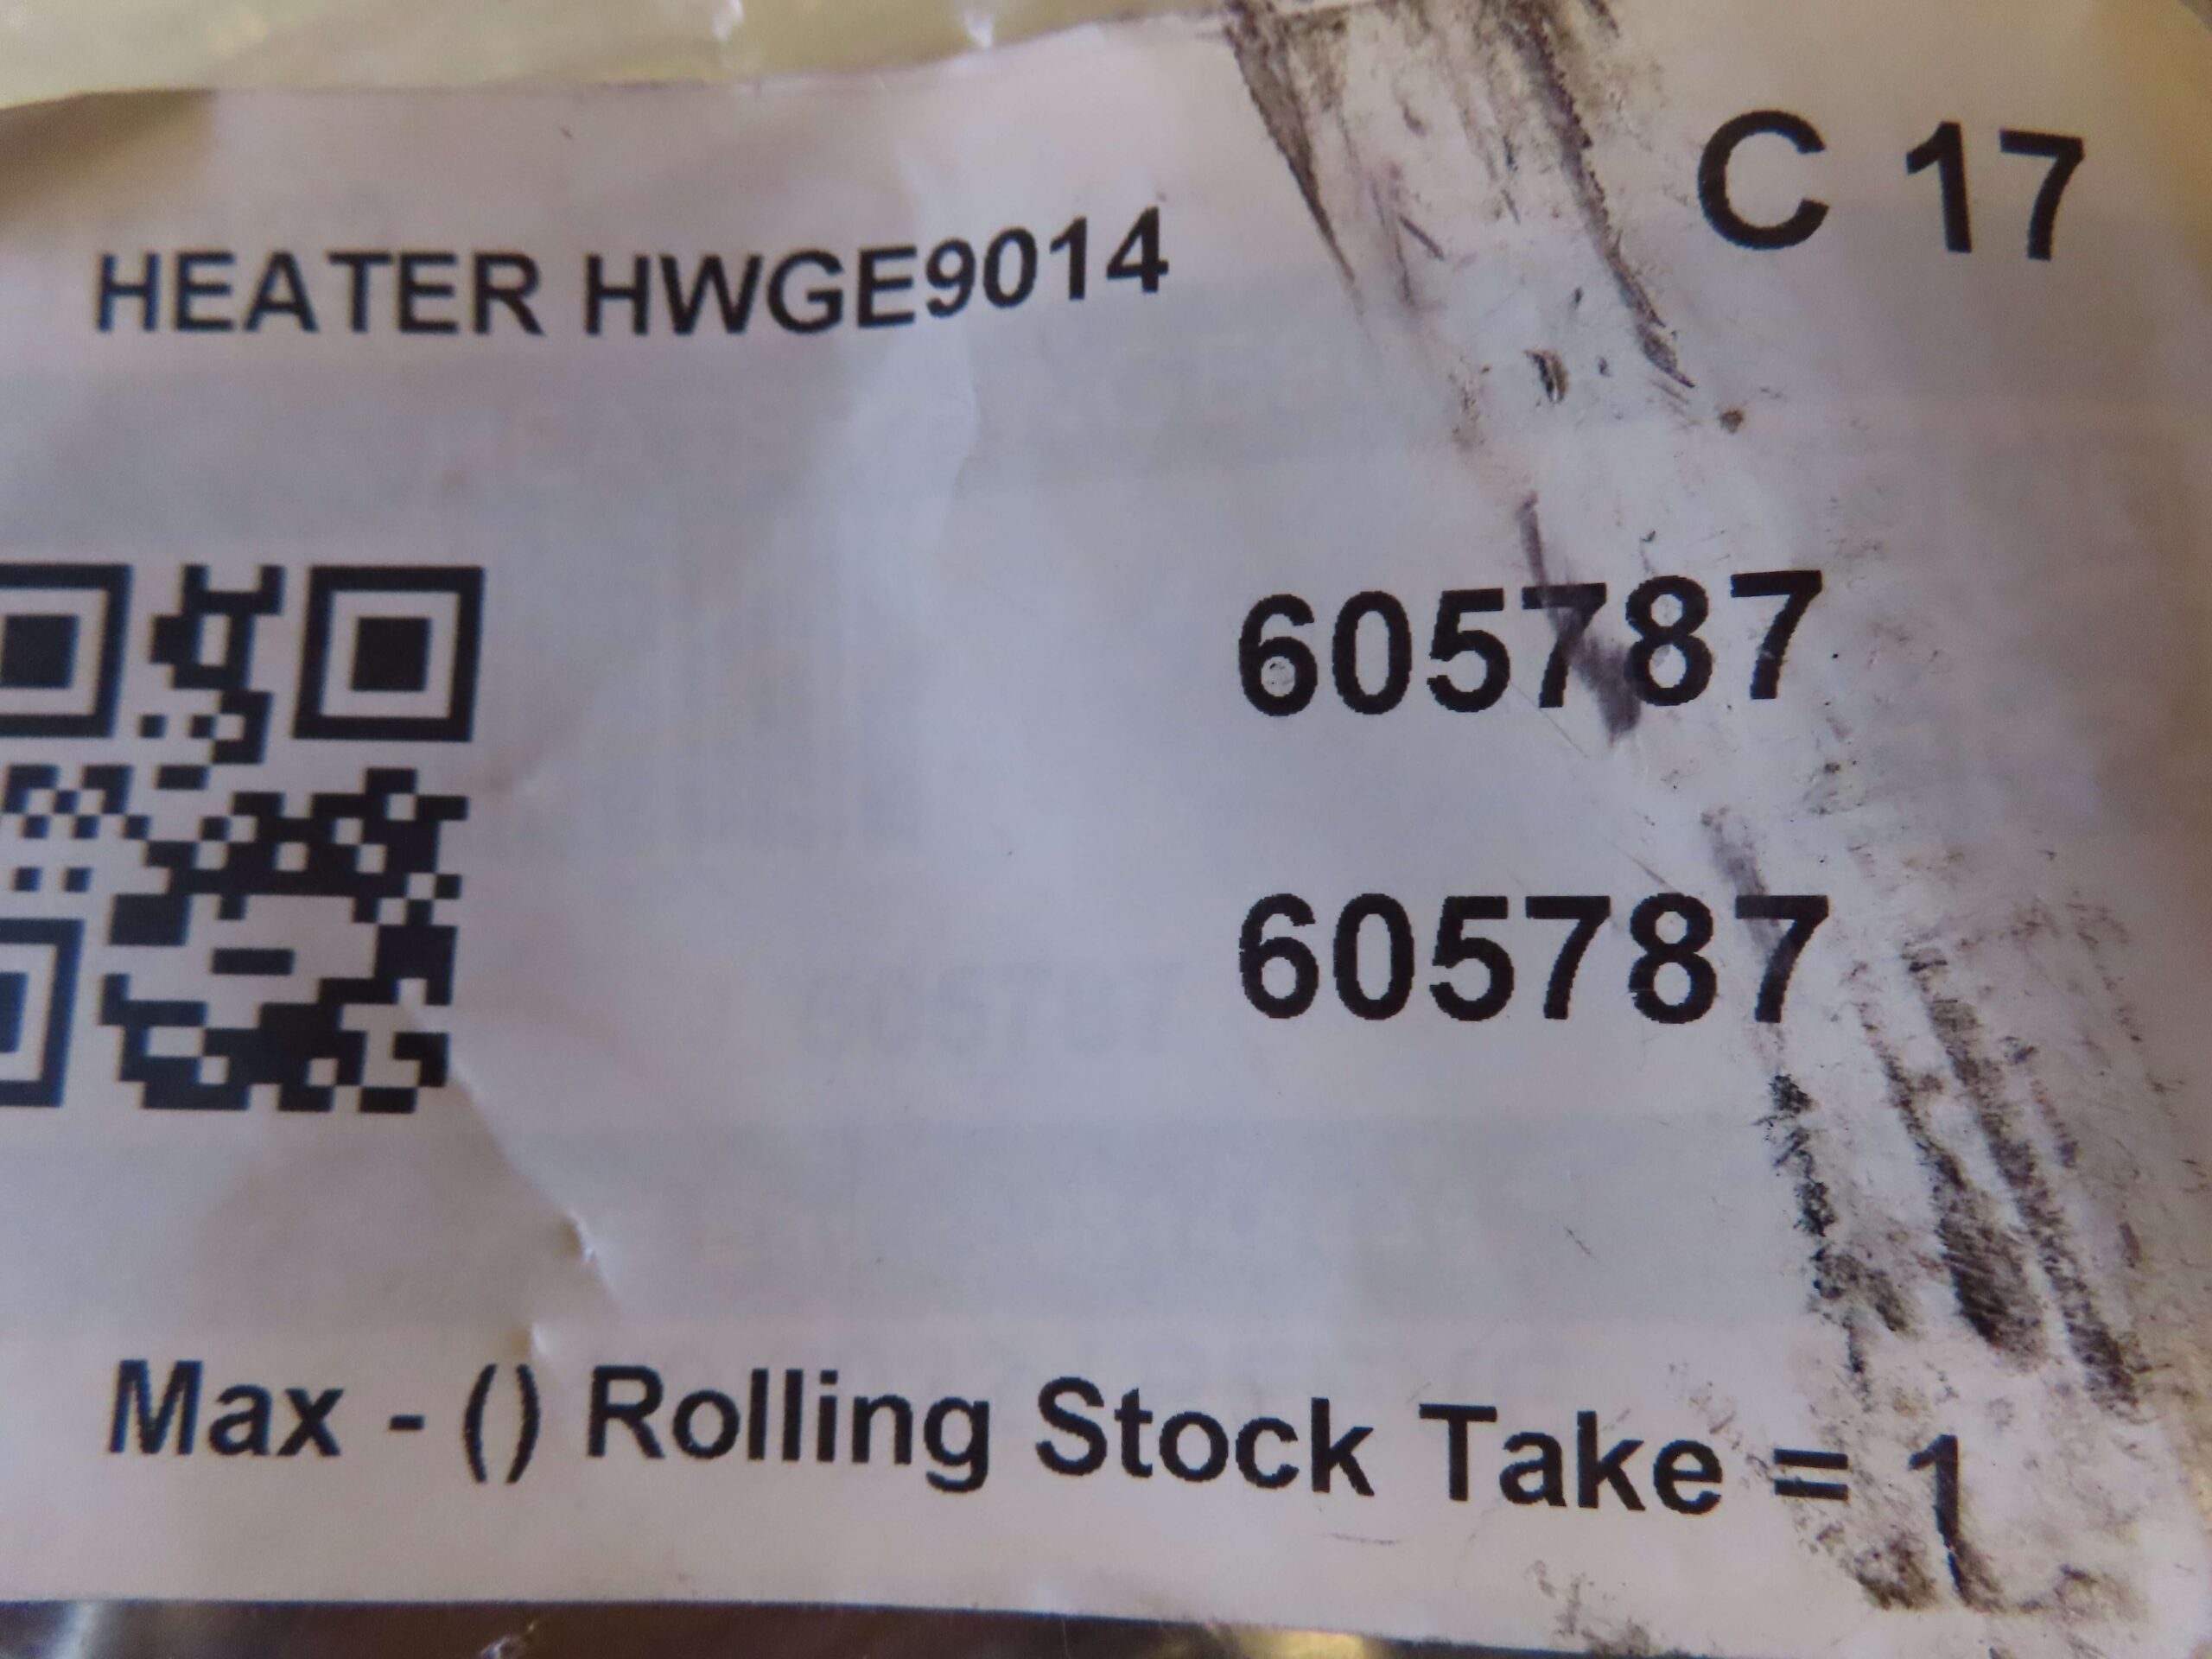 C 17
HEATER HWGE9014
605787
605787
Max - () Rolling Stock Take = 1